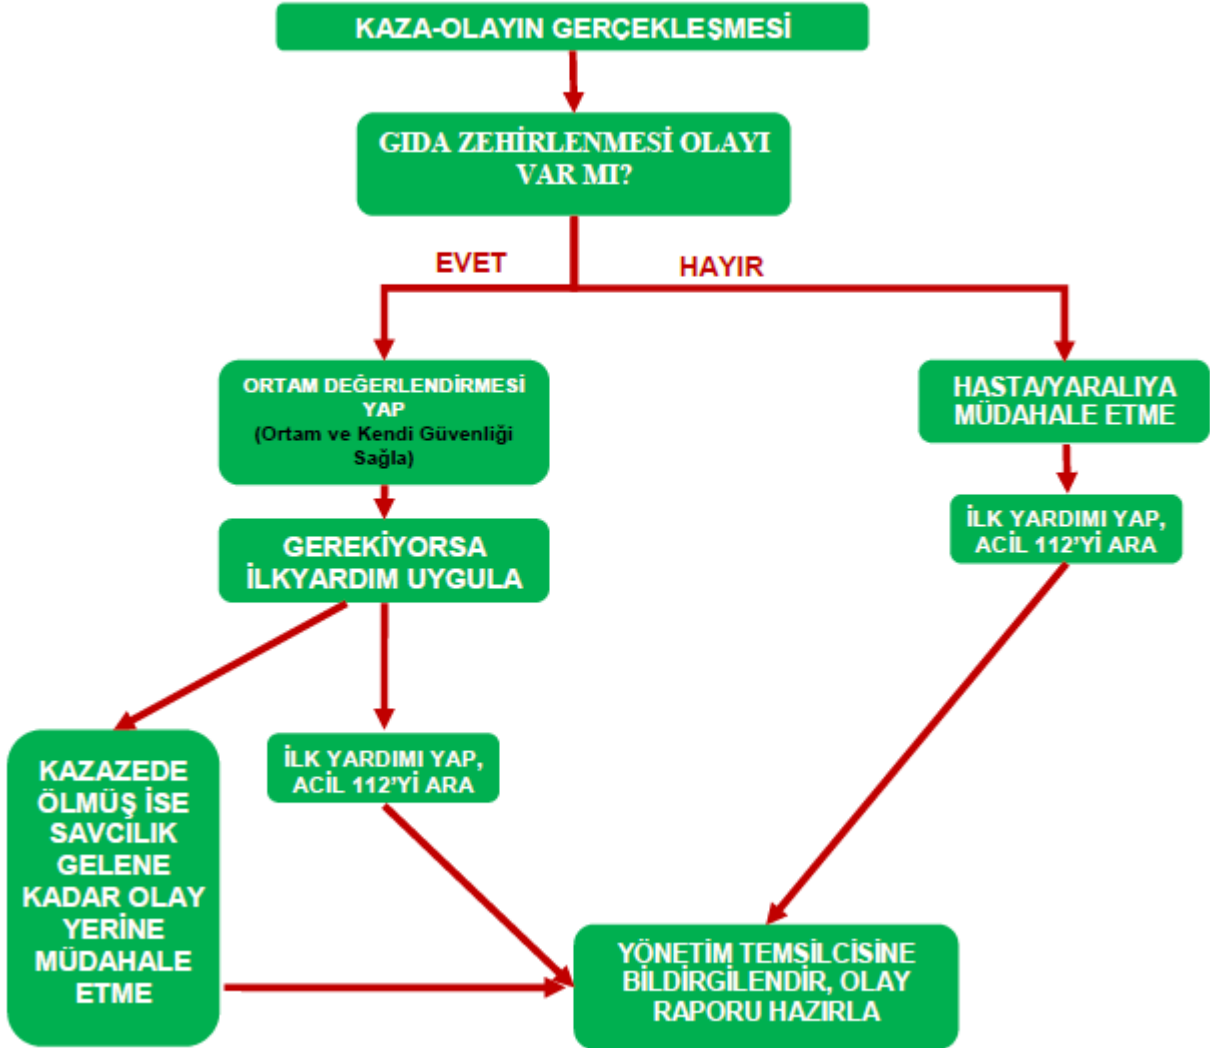 KAZA-OLAYIN GERÇEKLEŞMESİ
GIDA ZEHİRLENMESİ OLAYI
VAR MI?
EVET
HAYIR
ORTAM DEĞERLENDİRMESİ
YAP
(Ortam ve Kendi Güvenliği
Sağla)
HASTA/YARALIYA
MÜDAHALE ETME
GEREKİYORSA
İLKYARDIM UYGULA
İLK YARDIMI YAP,
ACİL 112’Yİ ARA
KAZAZEDE
ÖLMÜŞ İSE
SAVCILIK
GELENE
KADAR OLAY
YERİNE
MÜDAHALE
ETME
İLK YARDIMI YAP,
ACİL 112’Yİ ARA
YÖNETİM TEMSİLCİSİNE
BİLDİRGİLENDİR, OLAY
RAPORU HAZIRLA